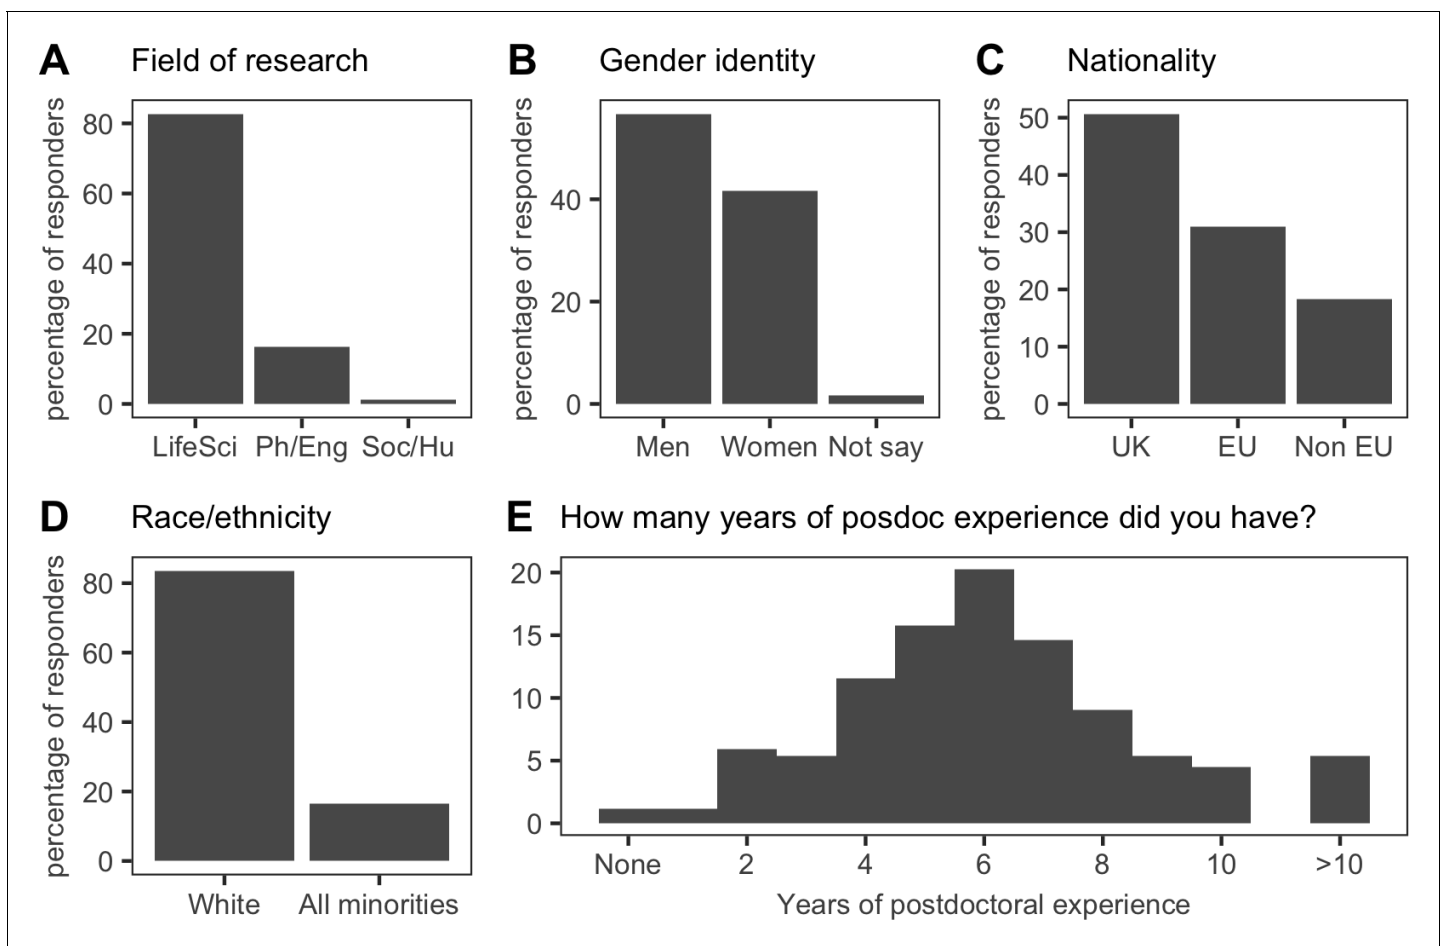 A Field of research
percentage of responders
80
60
40
20
0
LifeSci Ph/Eng Soc/Hu
B Gender identity
percentage of responders
40
20
0
Men Women Not say
C Nationality
percentage of responders
50
40
30
20
10
0
UK EU Non EU
D Race/ethnicity
percentage of responders
80
60
40
20
0
White All minorities
E How many years of posdoc experience did you have?
20
15
10
5
0
None 2 4 6 8 10 >10
Years of postdoctoral experience